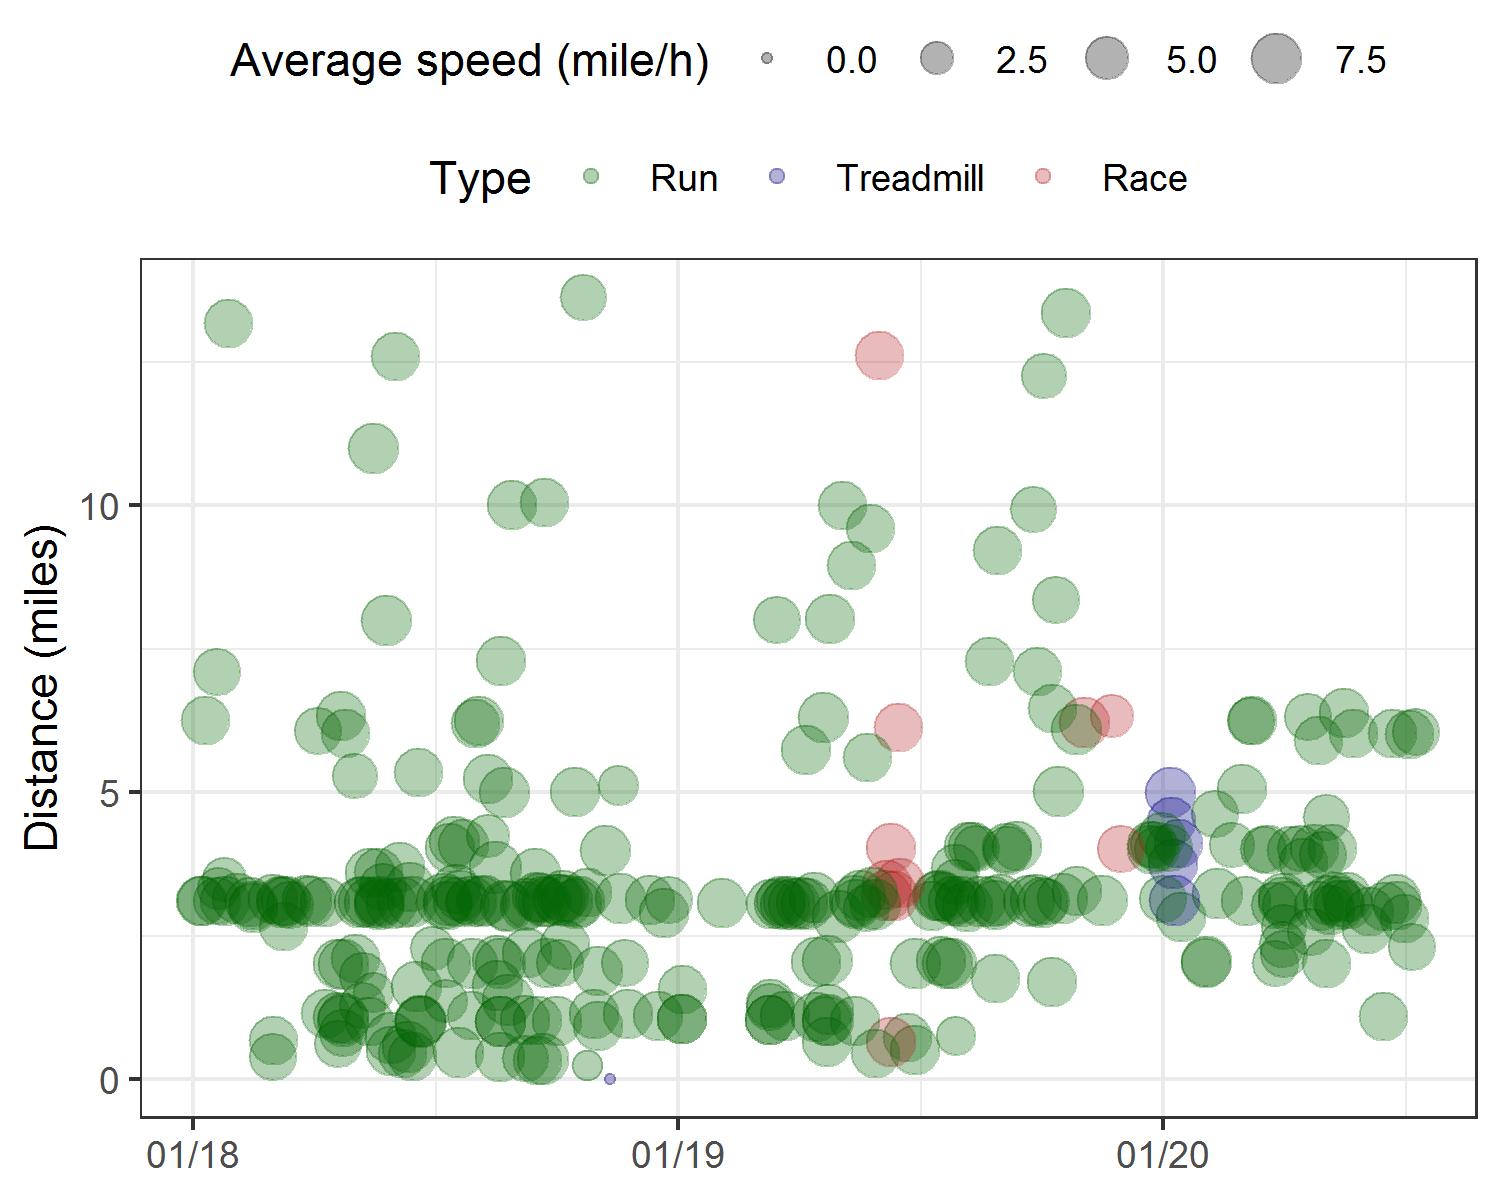 Average speed (mile/h) 0.0 2.5 5.0 7.5
Type Run Treadmill Race
Distance (miles)
10
5
0
01/18 01/19 01/20